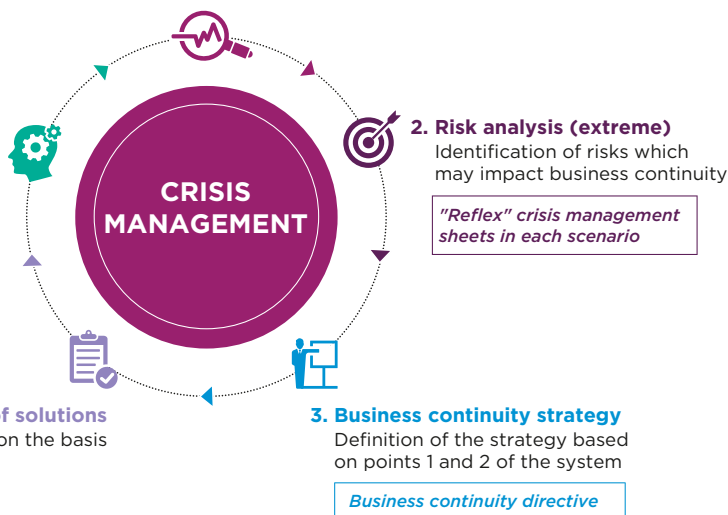 CRISIS
MANAGEMENT
2. Risk analysis (extreme)
Identification of risks which
may impact business continuity
"Reflex" crisis management
sheets in each scenario
of solutions
on the basis
3. Business continuity strategy
Definition of the strategy based
on points 1 and 2 of the system
Business continuity directive